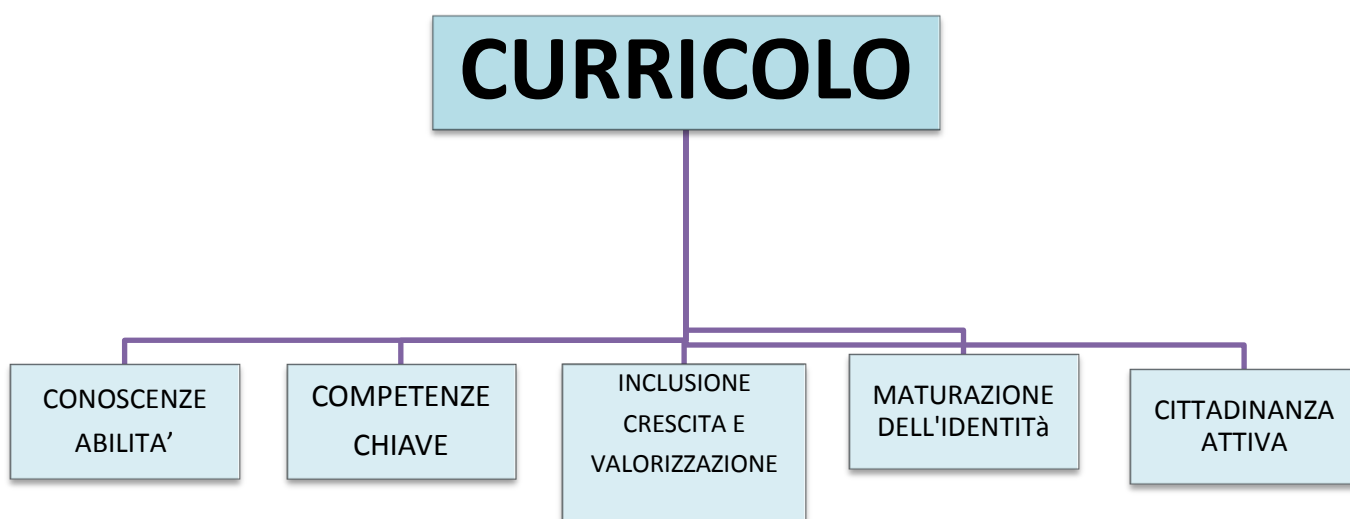 CURRICOLO
CONOSCENZE
ABILITA’
COMPETENZE
CHIAVE
INCLUSIONE
CRESCITA E
VALORIZZAZIONE
MATURAZIONE
DELL'IDENTITà
CITTADINANZA
ATTIVA